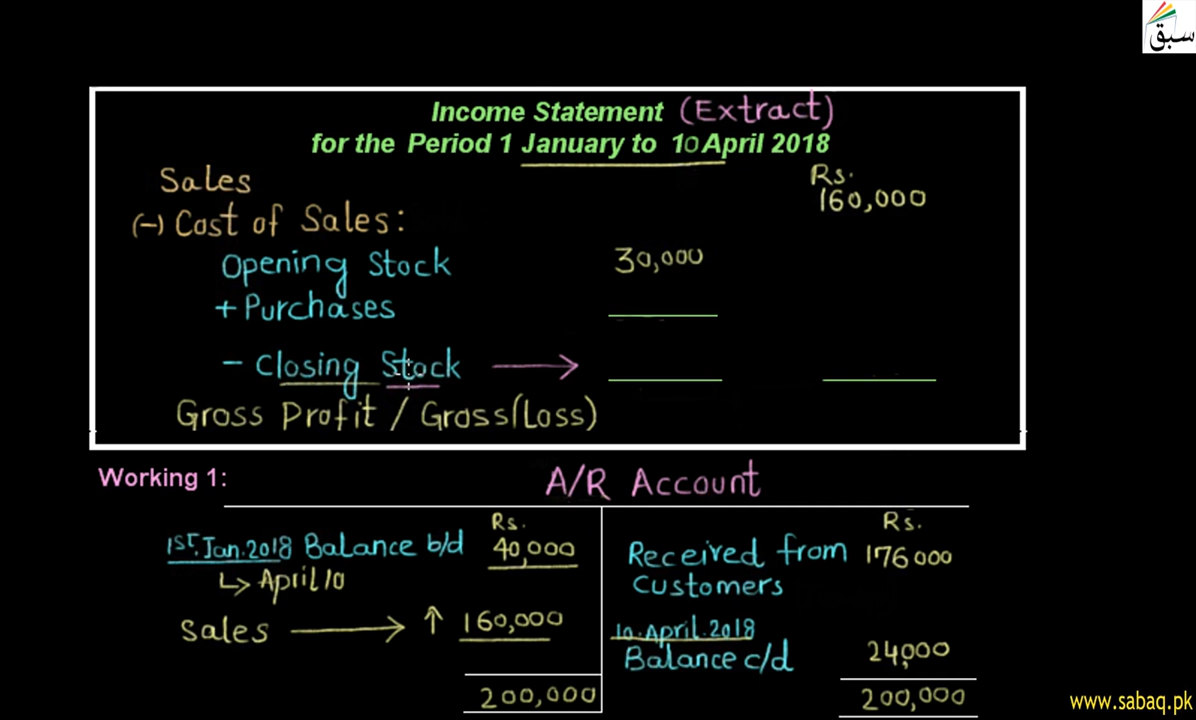 سبق
Income Statement (Extract)
for the Period 1 January to 10 April 2018
Rs.
Sales 160,000
(-) Cost of Sales:
Opening Stock 30,000
+ Purchases
- Closing Stock →
Gross Profit / Gross (Loss)
Working 1: A/R Account
Rs. Rs.
1ST. Jan. 2018 Balance b/d 40,000 Received from 176000
↳ April 10 Customers
Sales → ↑ 160,000 10. April. 2018
Balance c/d 24,000
200,000 200,000
www.sabaq.pk